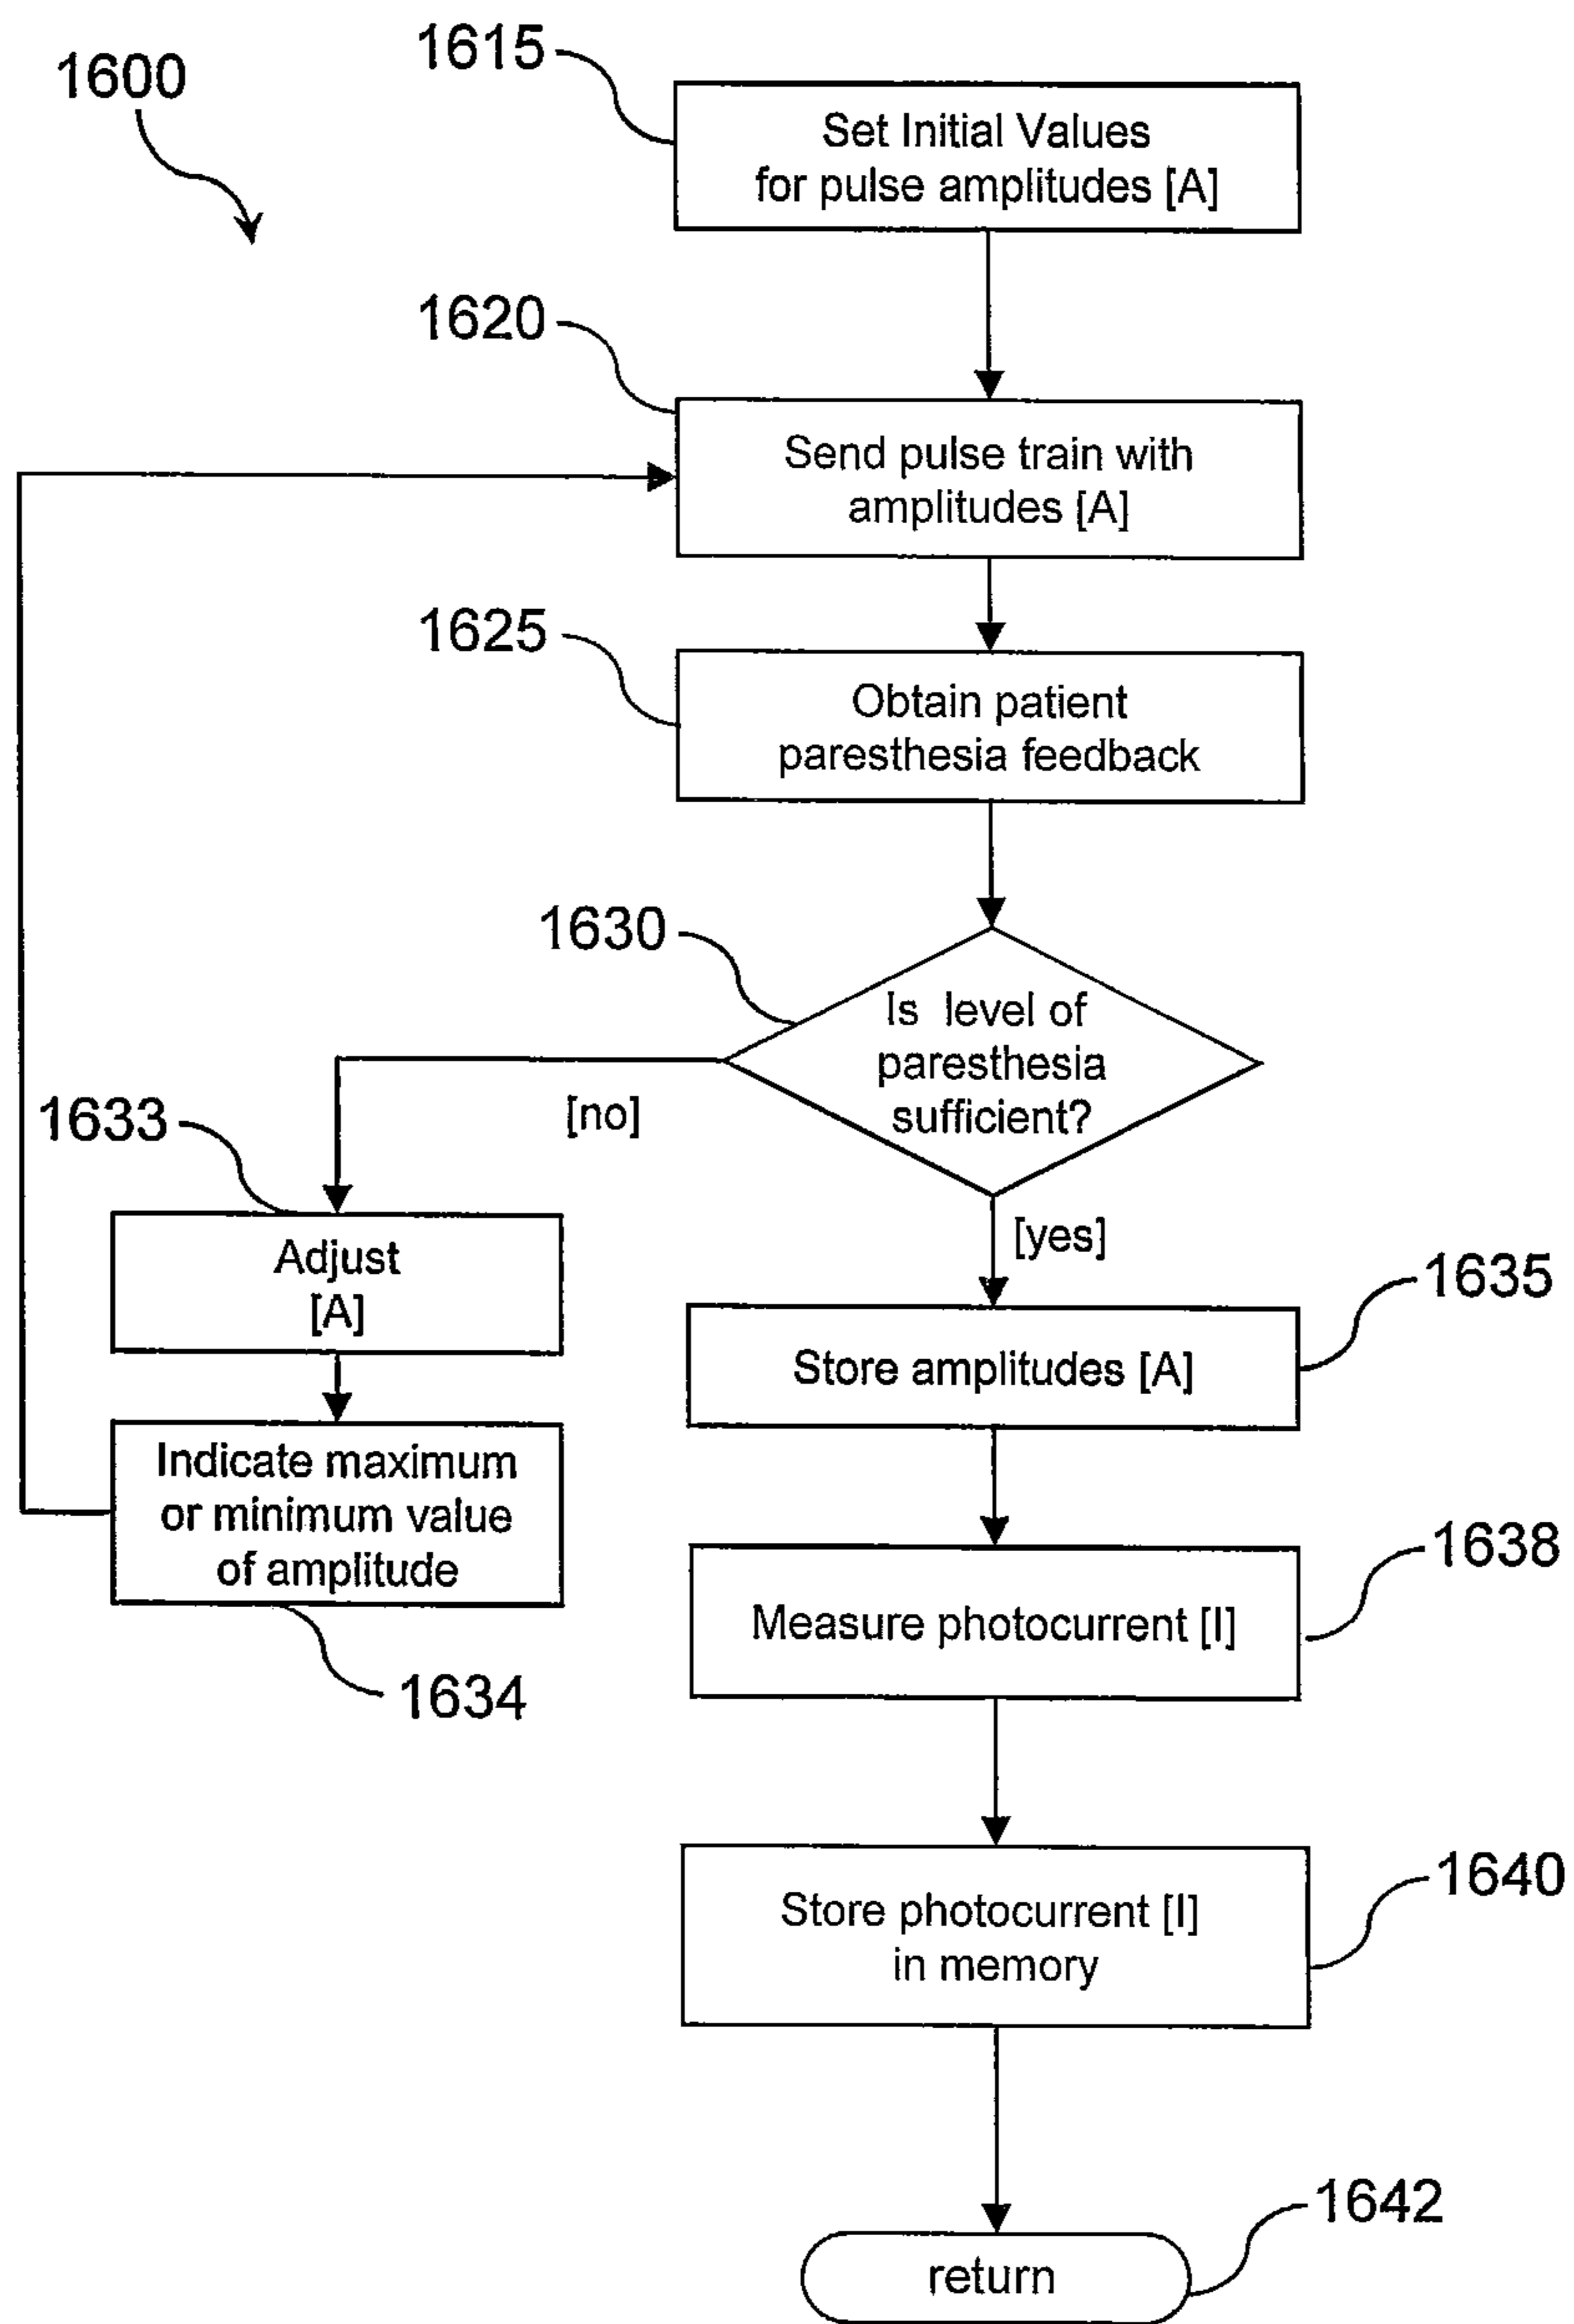 1600
1615
Set Initial Values
for pulse amplitudes [A]
1620
Send pulse train with
amplitudes [A]
1625
Obtain patient
paresthesia feedback
1630
Is level of
paresthesia
sufficient?
[no]
1633
Adjust
[A]
Indicate maximum
or minimum value
of amplitude
1634
[yes]
1635
Store amplitudes [A]
1638
Measure photocurrent [I]
1640
Store photocurrent [I]
in memory
1642
return